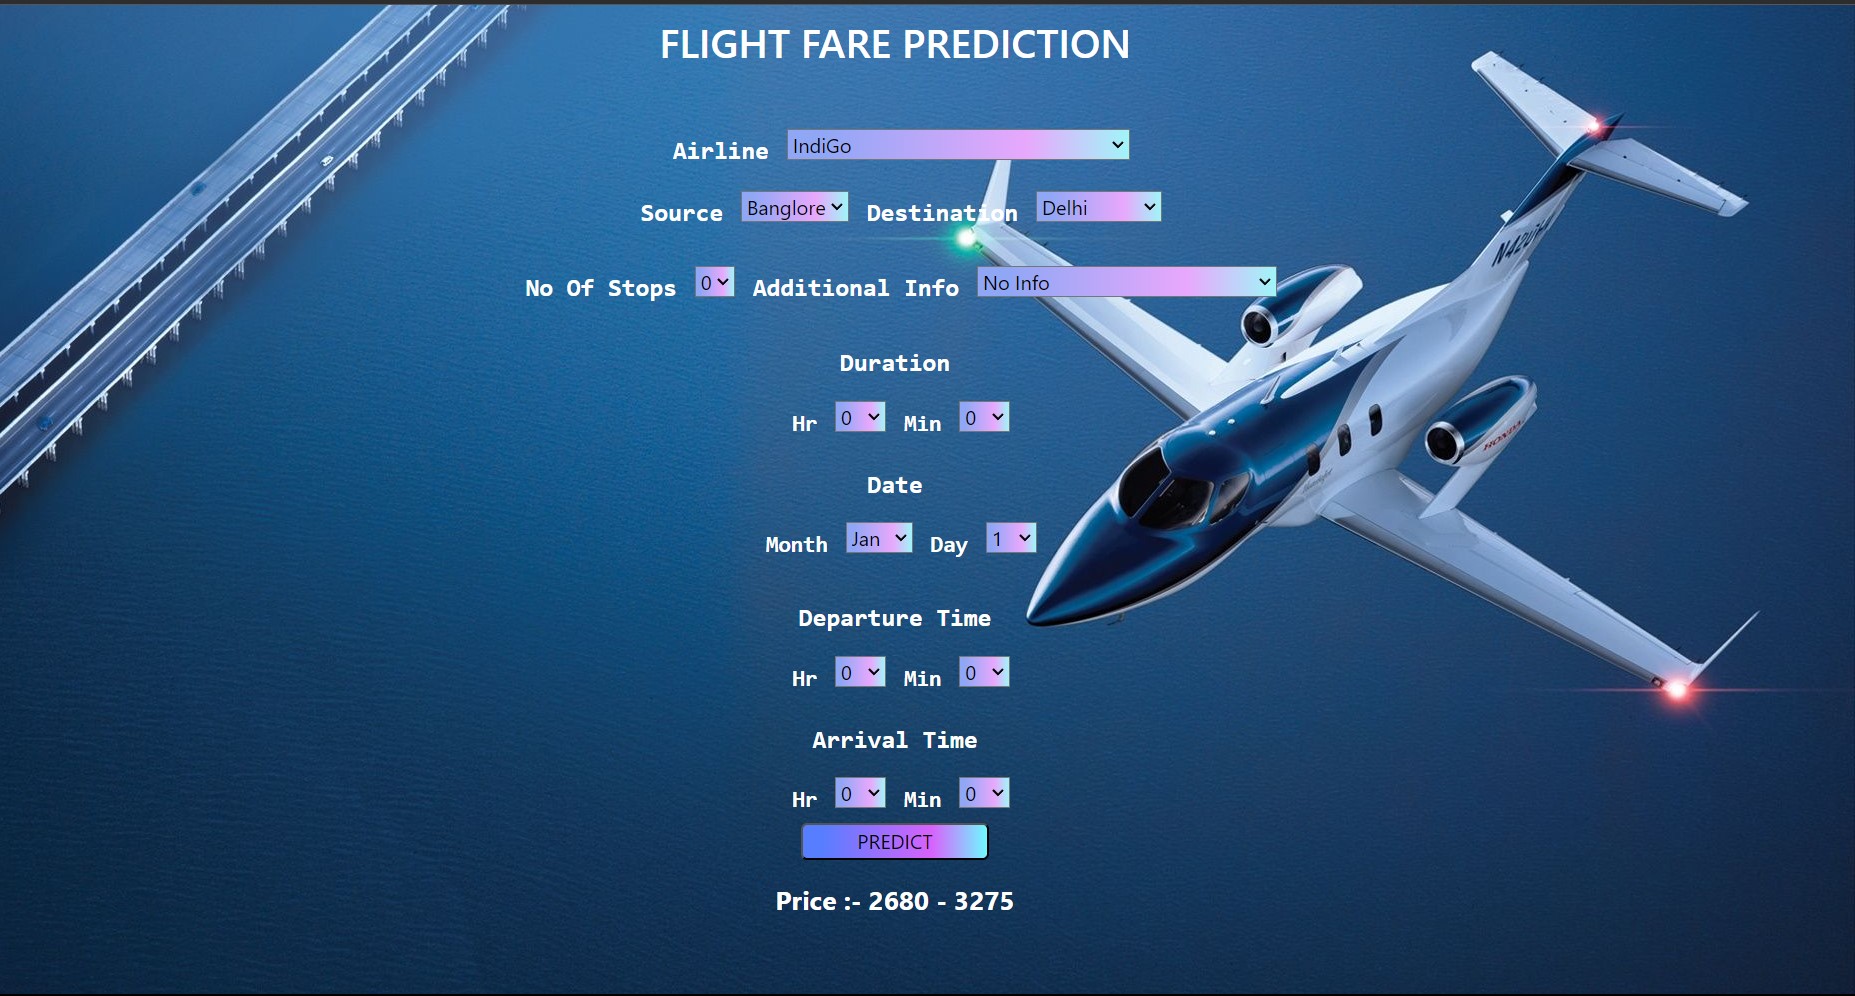 FLIGHT FARE PREDICTION
Airline IndiGo
Source Banglore Destination Delhi
No Of Stops 0 Additional Info No Info
Duration
Hr 0 Min 0
Date
Month Jan Day 1
Departure Time
Hr 0 Min 0
Arrival Time
Hr 0 Min 0
PREDICT
Price :- 2680 - 3275
HONDA